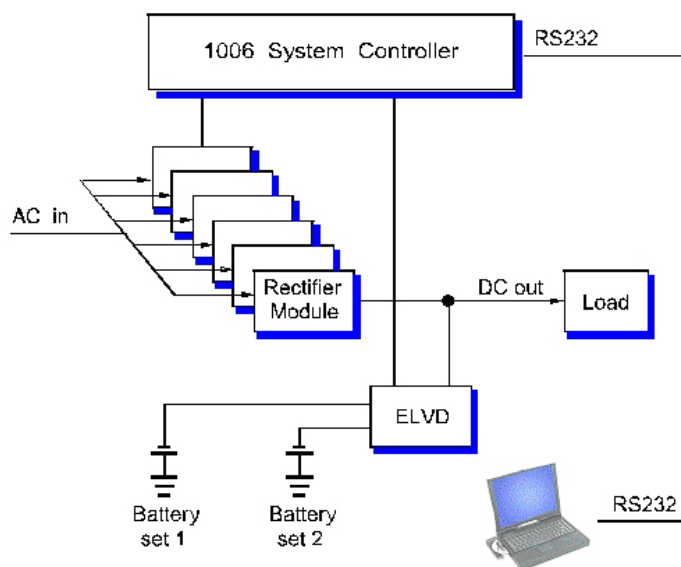 1006 System Controller
RS232
AC in
Rectifier
Module
DC out
Load
ELVD
Battery
set 1
Battery
set 2
RS232